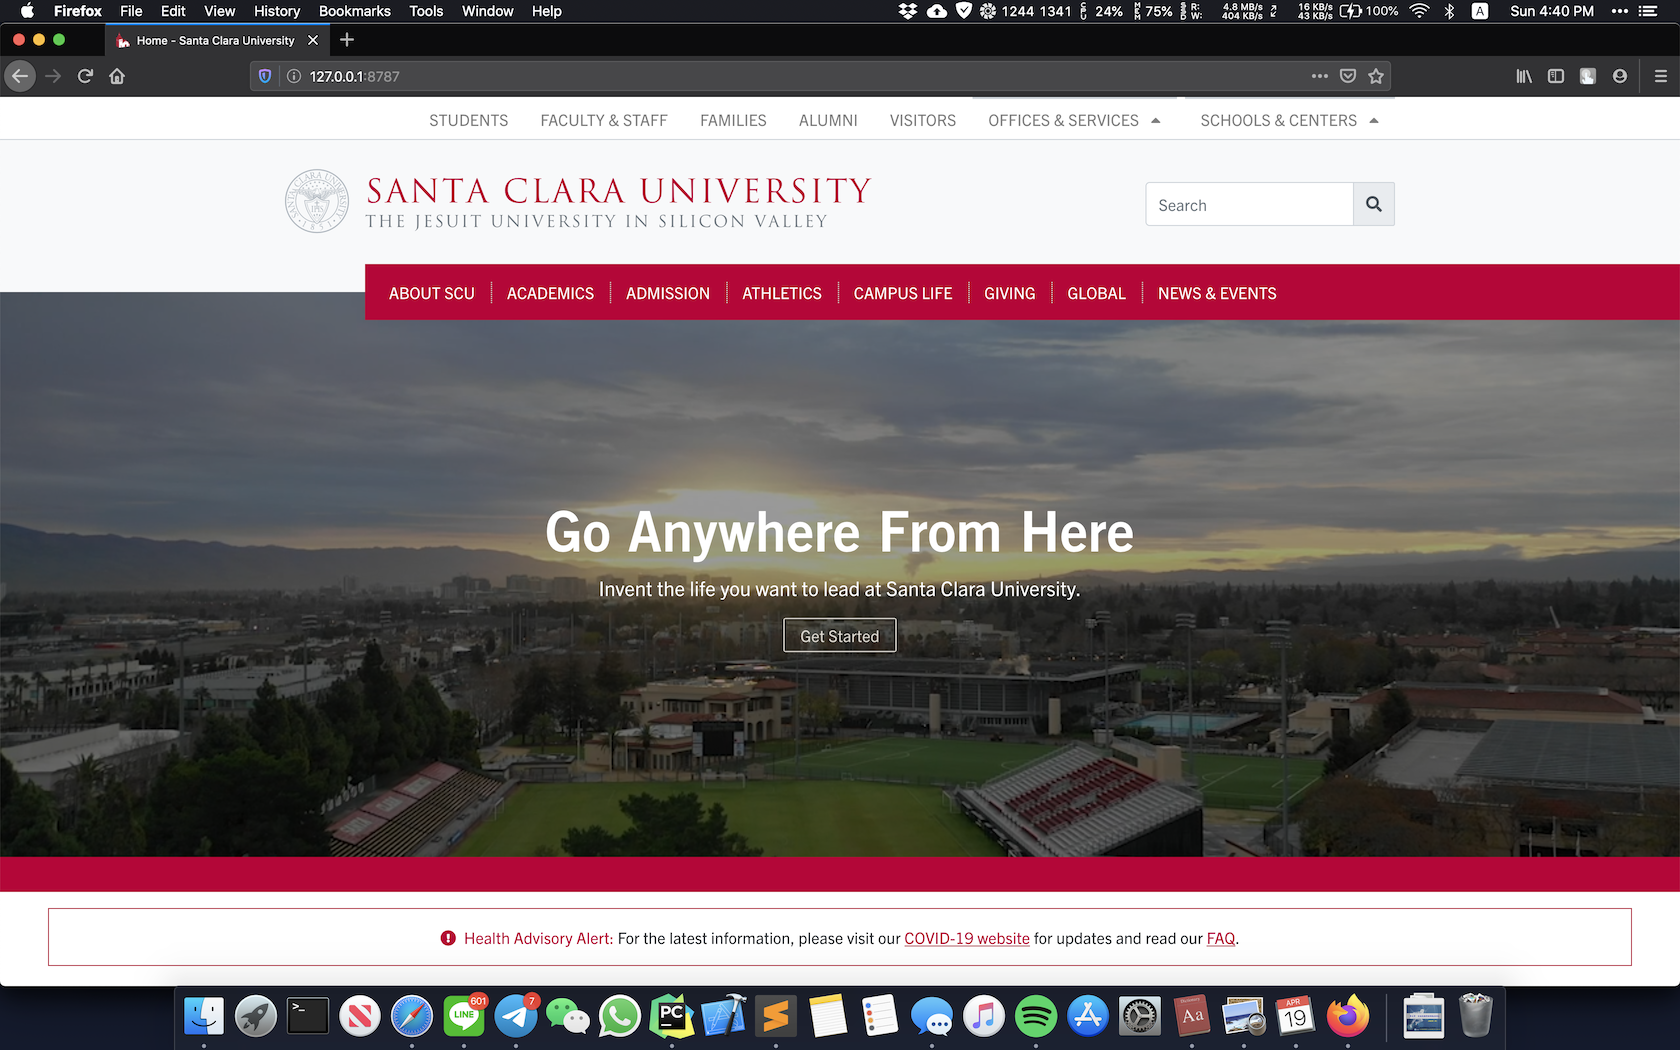 Firefox File Edit View History Bookmarks Tools Window Help
1244 1341 24% 75% R: W: 4.8 MB/s 404 KB/s 16 KB/s 43 KB/s 100% A Sun 4:40 PM
Home - Santa Clara University
127.0.0.1:8787
STUDENTS FACULTY & STAFF FAMILIES ALUMNI VISITORS OFFICES & SERVICES SCHOOLS & CENTERS
SANTA CLARA UNIVERSITY
THE JESUIT UNIVERSITY IN SILICON VALLEY
Search
ABOUT SCU ACADEMICS ADMISSION ATHLETICS CAMPUS LIFE GIVING GLOBAL NEWS & EVENTS
Go Anywhere From Here
Invent the life you want to lead at Santa Clara University.
Get Started
Health Advisory Alert: For the latest information, please visit our COVID-19 website for updates and read our FAQ.
LINE 601 7 PC Aa APR 19